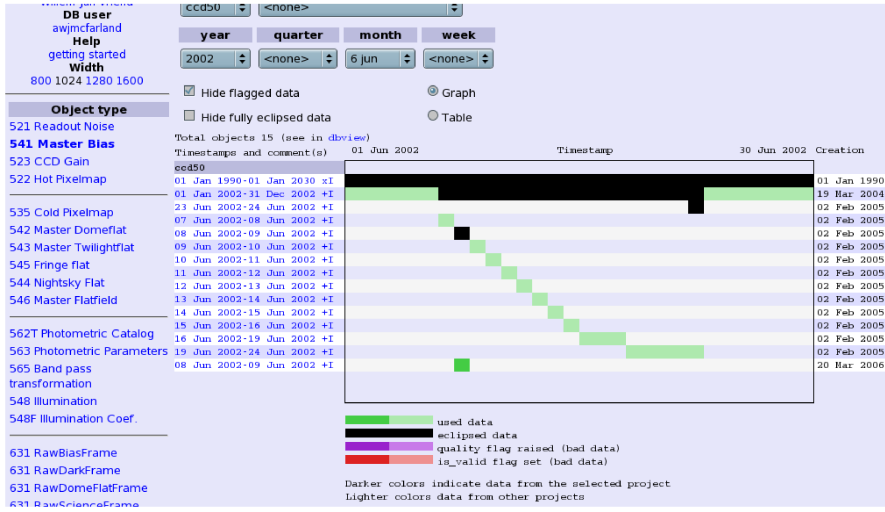 DB user
awjmcfarland
Help
getting started
Width
800 1024 1280 1600
Object type
521 Readout Noise
541 Master Bias
523 CCD Gain
522 Hot Pixelmap
535 Cold Pixelmap
542 Master Domeflat
543 Master Twilightflat
545 Fringe flat
544 Nightsky Flat
546 Master Flatfield
562T Photometric Catalog
563 Photometric Parameters
565 Band pass
transformation
548 Illumination
548F Illumination Coef.
631 RawBiasFrame
631 RawDarkFrame
631 RawDomeFlatFrame
631 RawScienceFrame
ccd50 <none>
year quarter month week
2002 <none> 6 jun <none>
Hide flagged data Graph
Hide fully eclipsed data Table
Total objects 15 (see in dbview)
Timestamps and comment(s) 01 Jun 2002 Timestamp 30 Jun 2002 Creation
ccd50
01 Jan 1990-01 Jan 2030 xI 01 Jan 1990
01 Jan 2002-31 Dec 2002 +I 19 Mar 2004
23 Jun 2002-24 Jun 2002 +I 02 Feb 2005
07 Jun 2002-08 Jun 2002 +I 02 Feb 2005
08 Jun 2002-09 Jun 2002 +I 02 Feb 2005
09 Jun 2002-10 Jun 2002 +I 02 Feb 2005
10 Jun 2002-11 Jun 2002 +I 02 Feb 2005
11 Jun 2002-12 Jun 2002 +I 02 Feb 2005
12 Jun 2002-13 Jun 2002 +I 02 Feb 2005
13 Jun 2002-14 Jun 2002 +I 02 Feb 2005
14 Jun 2002-15 Jun 2002 +I 02 Feb 2005
15 Jun 2002-16 Jun 2002 +I 02 Feb 2005
16 Jun 2002-19 Jun 2002 +I 02 Feb 2005
19 Jun 2002-24 Jun 2002 +I 02 Feb 2005
08 Jun 2002-09 Jun 2002 +I 20 Mar 2006
used data
eclipsed data
quality flag raised (bad data)
is_valid flag set (bad data)
Darker colors indicate data from the selected project
Lighter colors data from other projects